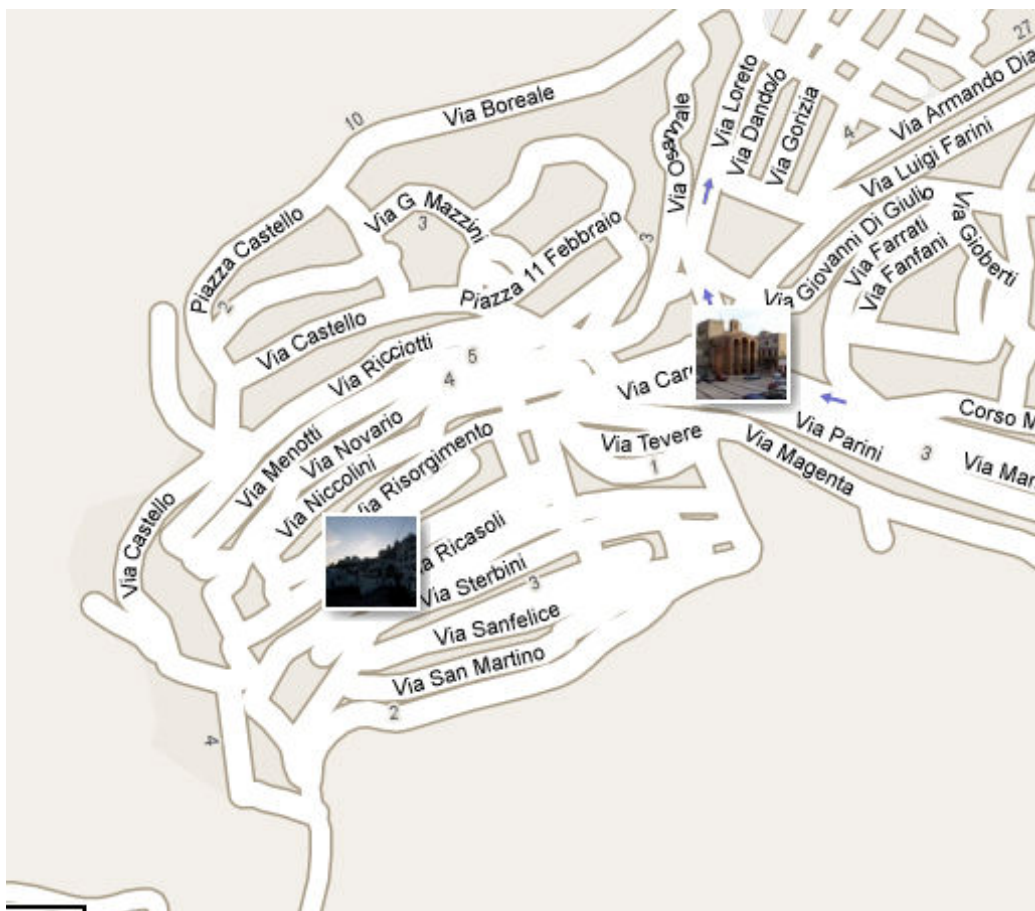 27
Via Loreto
Via Dandolo
Via Gorizia
Via Armando Dia
Via Boreale
10
4
Via Luigi Farini
Via G Mazzini
3
Via Giovanni Di Giulio
Via Farrati
Via Fanfani
Via Gioberti
Piazza Castello
2
Piazza 11 Febbraio
3
Via Castello
Via Ricciotti
5
4
Via Car
Corso M
Via Parini
3
Via Mar
Via Menotti
Via Novario
Via Niccolini
Via Risorgimento
Via Tevere
1
Via Magenta
Via Castello
Ricasoli
Via Sterbini
3
Via Sanfelice
Via San Martino
2
4